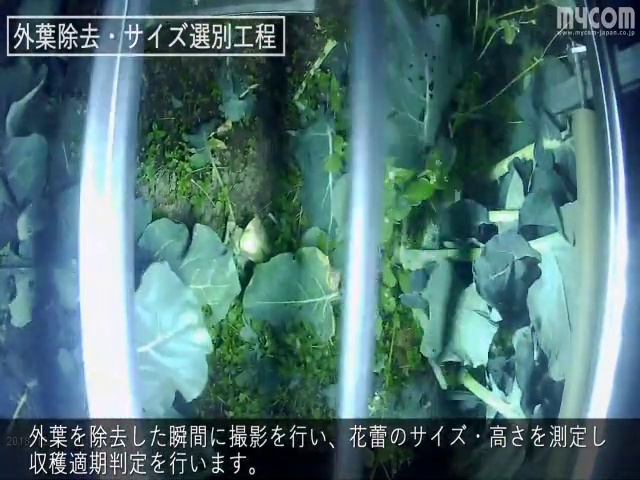 外葉除去・サイズ選別工程
mycom
www.mycom-japan.co.jp
外葉を除去した瞬間に撮影を行い、花蕾のサイズ・高さを測定し
収穫適期判定を行います。